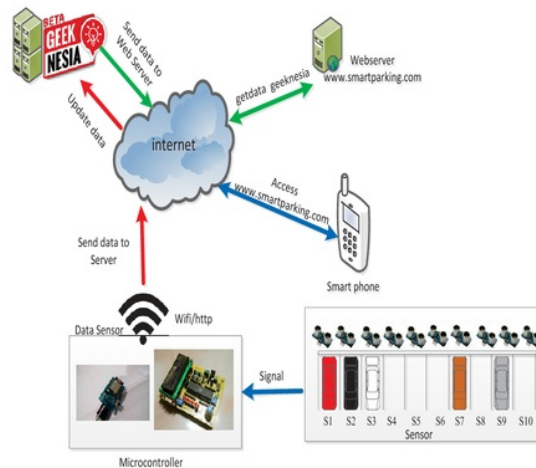 BETA
GEEK
NESIA
Send data to
Web Server
Update data
internet
getdata geeknesia
Webserver
www.smartparking.com
Access
www.smartparking.com
Smart phone
Send data to
Server
Data Sensor
Wifi/http
Signal
S1 S2 S3 S4 S5 S6 S7 S8 S9 S10
Sensor
Microcontroller